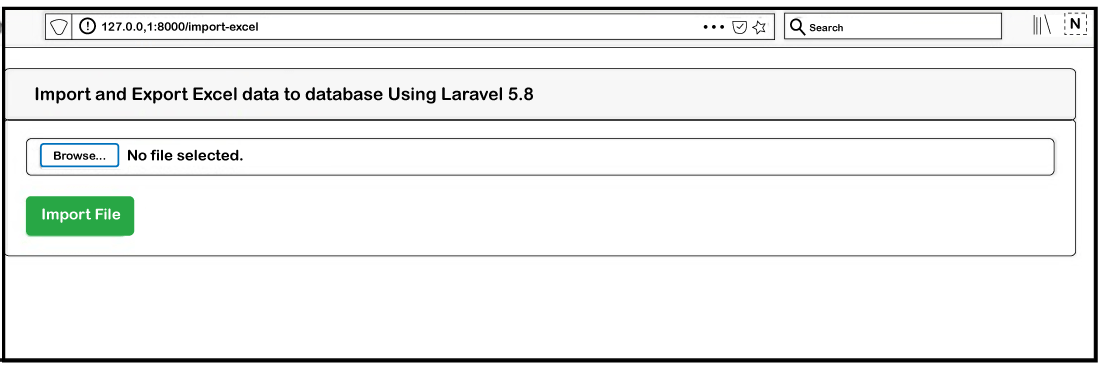 127.0.0,1:8000/import-excel
Search
N
Import and Export Excel data to database Using Laravel 5.8
Browse... No file selected.
Import File